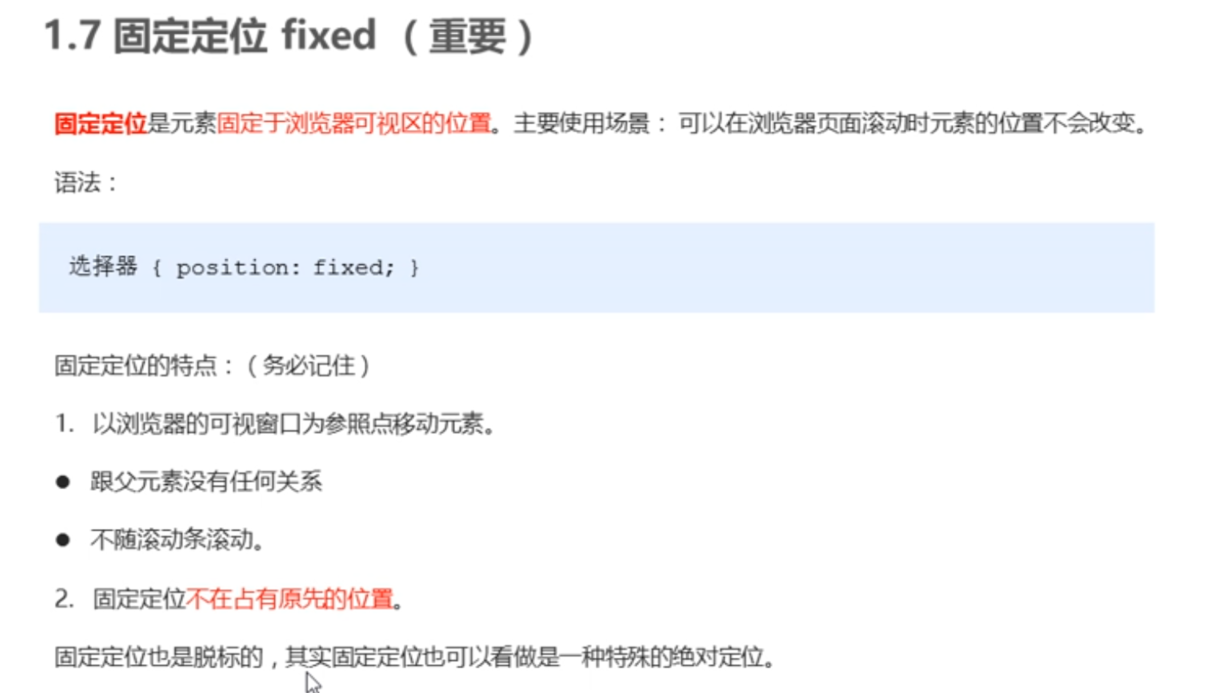 1.7 固定定位 fixed （重要）
固定定位是元素固定于浏览器可视区的位置。主要使用场景： 可以在浏览器页面滚动时元素的位置不会改变。
语法：
选择器 { position: fixed; }
固定定位的特点：（务必记住）
1. 以浏览器的可视窗口为参照点移动元素。
● 跟父元素没有任何关系
● 不随滚动条滚动。
2. 固定定位不在占有原先的位置。
固定定位也是脱标的，其实固定定位也可以看做是一种特殊的绝对定位。